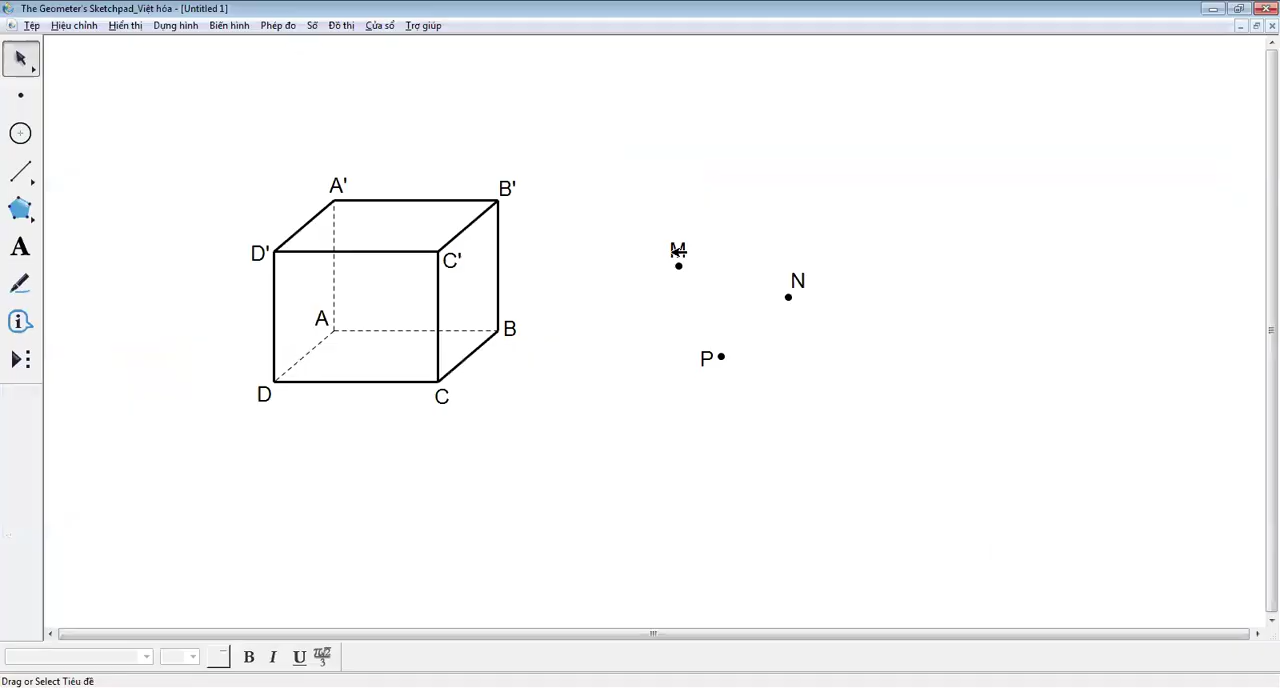 The Geometer's Sketchpad_Việt hóa - [Untitled 1]
Tệp Hiệu chỉnh Hiển thị Dựng hình Biến hình Phép đo Số Đồ thị Cửa sổ Trợ giúp
A' B'
D' C'
M
N
A B
P
D C
A
B I U
Drag or Select Tiêu đề